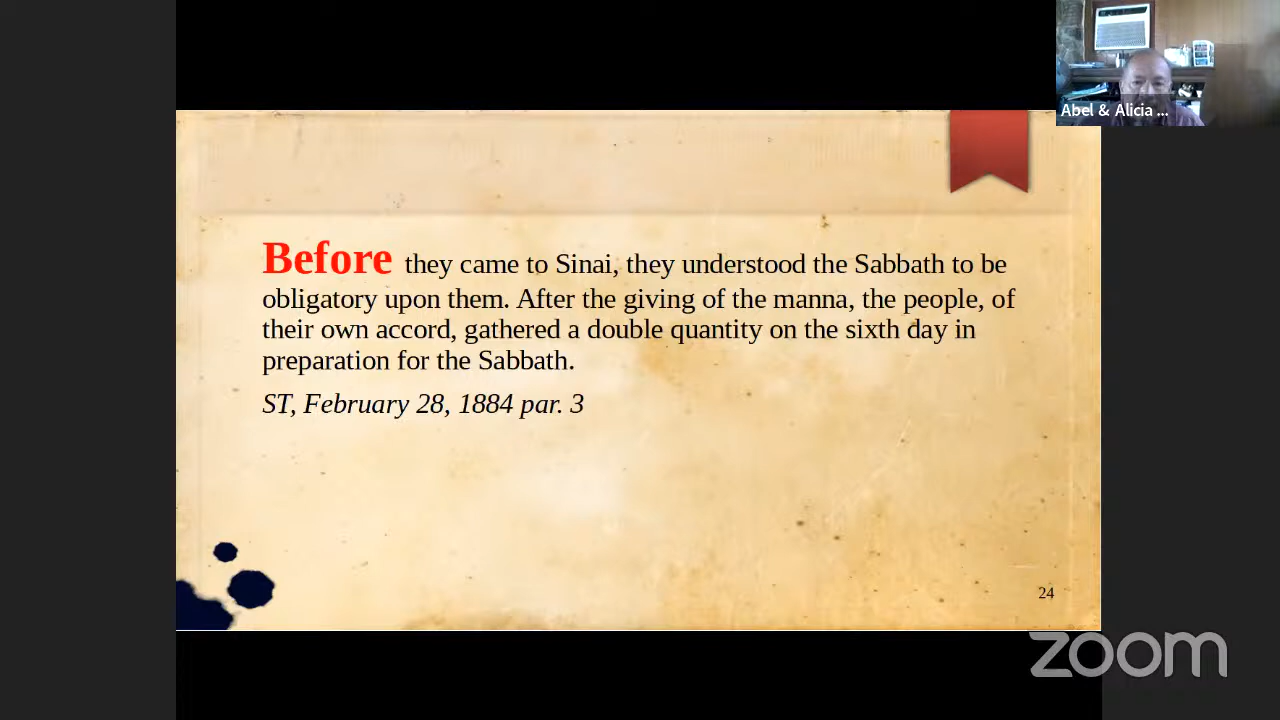 Abel & Alicia ...
Before they came to Sinai, they understood the Sabbath to be
obligatory upon them. After the giving of the manna, the people, of
their own accord, gathered a double quantity on the sixth day in
preparation for the Sabbath.
ST, February 28, 1884 par. 3
24
zoom